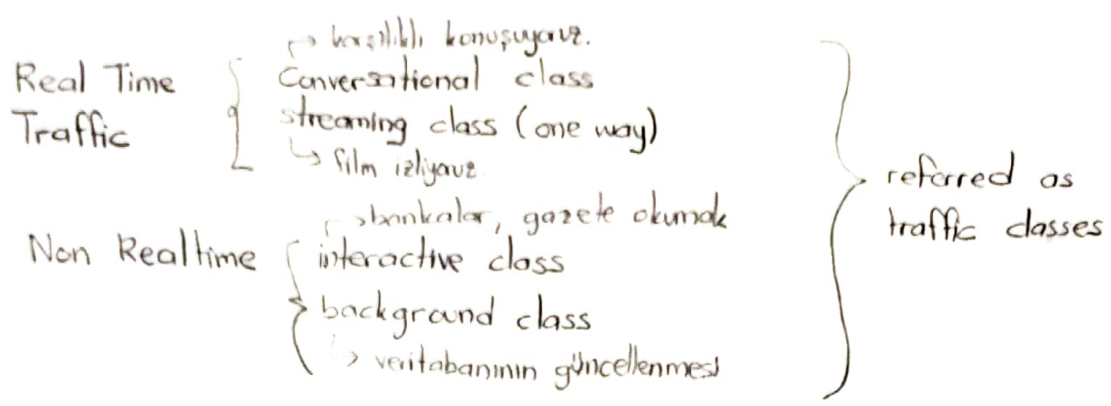 → karşılıklı konuşuyoruz.
Real Time Traffic
Conversational class
streaming class (one way)
↳ film izliyoruz
→ bankalar, gazete okumak
Non Realtime
interactive class
background class
↳ veritabanının güncellenmesi
referred as
traffic classes